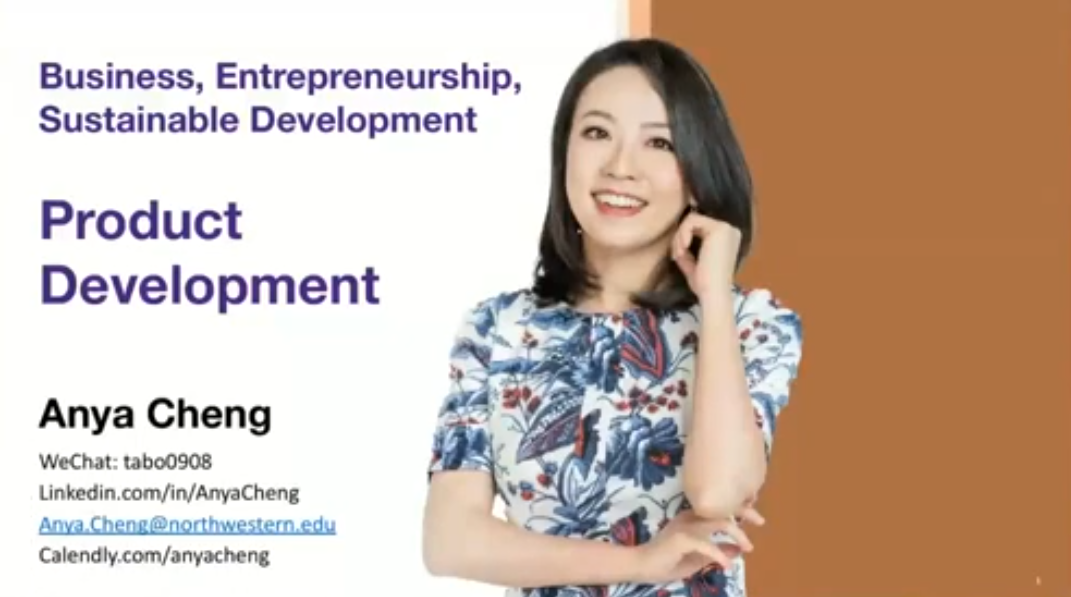 Business, Entrepreneurship,
Sustainable Development
Product
Development
Anya Cheng
WeChat: tabo0908
Linkedin.com/in/AnyaCheng
Anya.Cheng@northwestern.edu
Calendly.com/anyacheng
1